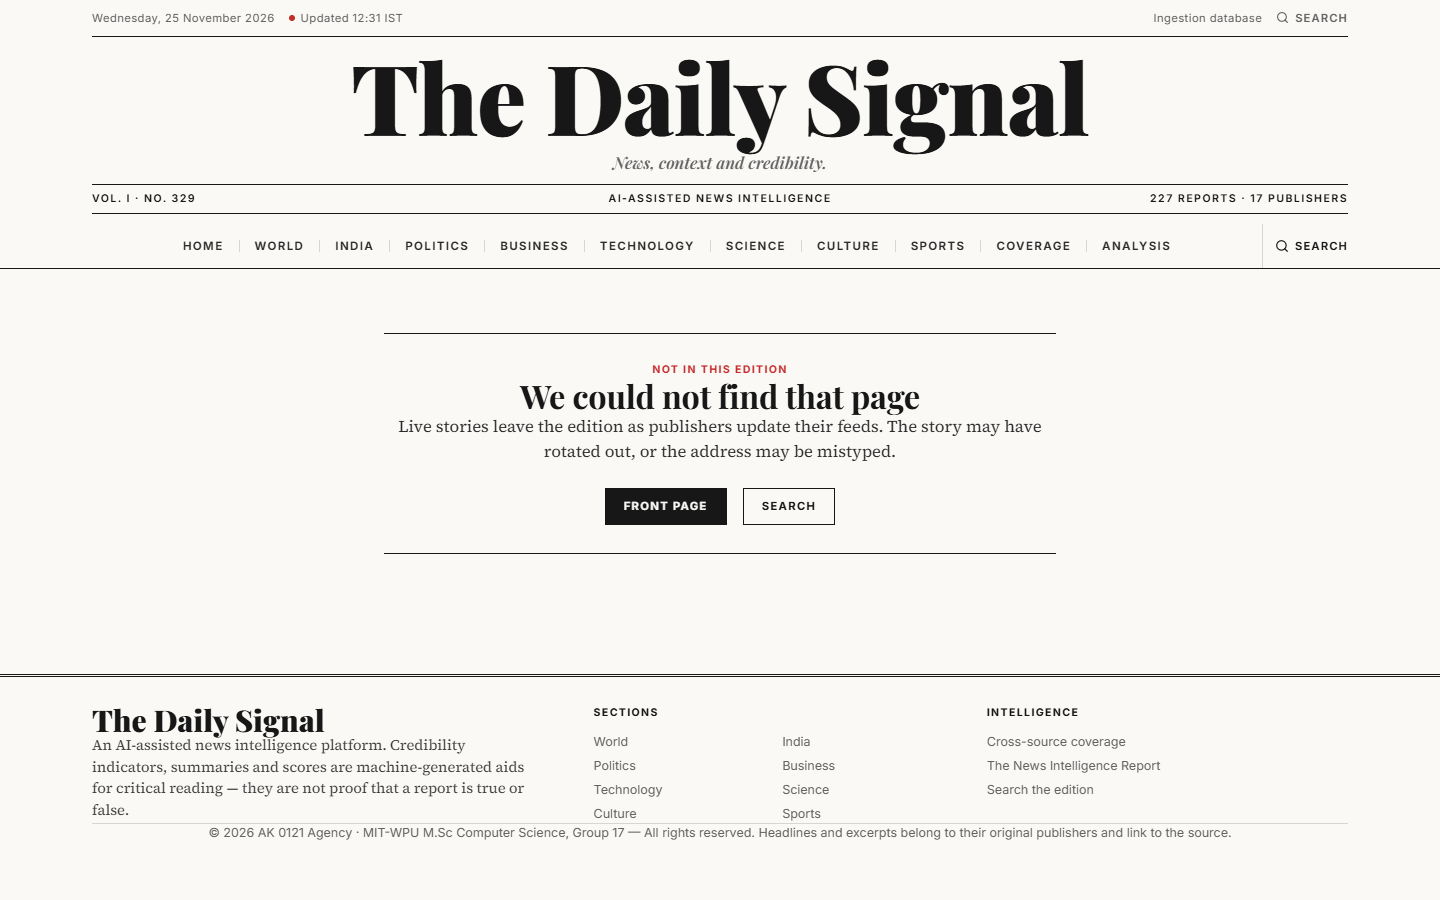 Wednesday, 25 November 2026 Updated 12:31 IST Ingestion database SEARCH
The Daily Signal
News, context and credibility.
VOL. I · NO. 329 AI-ASSISTED NEWS INTELLIGENCE 227 REPORTS · 17 PUBLISHERS
HOME WORLD INDIA POLITICS BUSINESS TECHNOLOGY SCIENCE CULTURE SPORTS COVERAGE ANALYSIS SEARCH
NOT IN THIS EDITION
We could not find that page
Live stories leave the edition as publishers update their feeds. The story may have
rotated out, or the address may be mistyped.
FRONT PAGE SEARCH
The Daily Signal
An AI-assisted news intelligence platform. Credibility
indicators, summaries and scores are machine-generated aids
for critical reading — they are not proof that a report is true or
false.
SECTIONS
World India
Politics Business
Technology Science
Culture Sports
INTELLIGENCE
Cross-source coverage
The News Intelligence Report
Search the edition
© 2026 AK 0121 Agency · MIT-WPU M.Sc Computer Science, Group 17 — All rights reserved. Headlines and excerpts belong to their original publishers and link to the source.